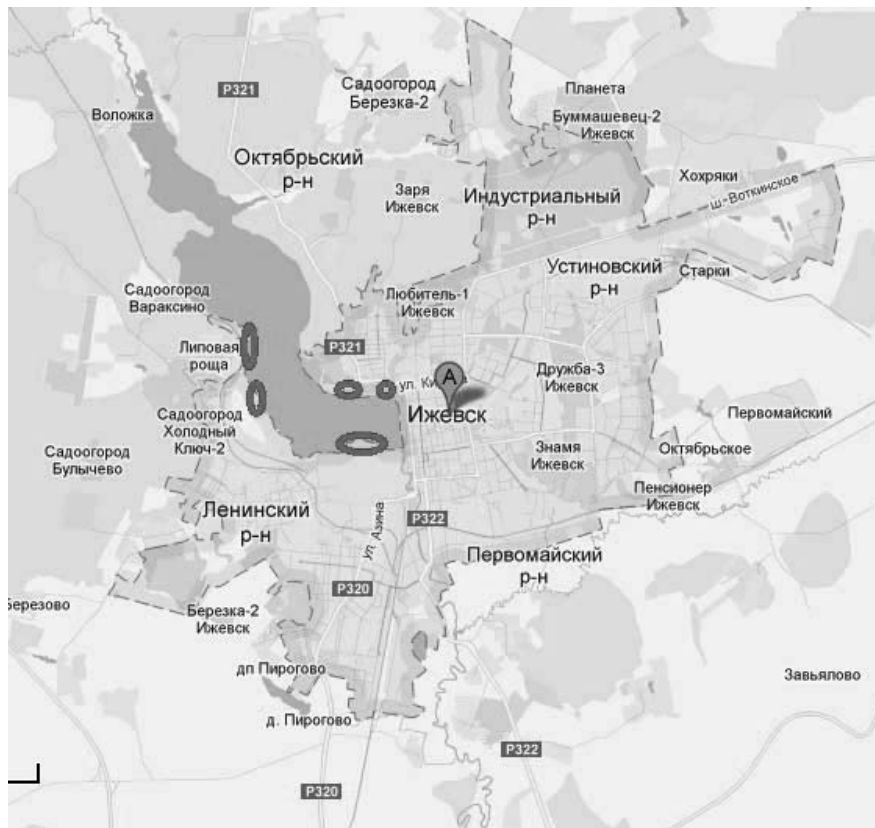 Р321
Садоогород
Березка-2
Планета
Воложка
Буммашевец-2
Ижевск
Октябрьский
р-н
Заря
Ижевск
Индустриальный
р-н
Хохряки
ш-Воткинское
Устиновский
р-н
Старки
Садоогород
Вараксино
Любитель-1
Ижевск
Липовая
роща
Р321
ул. Ки
А
Дружба-3
Ижевск
Садоогород
Холодный
Ключ-2
Ижевск
Первомайский
Садоогород
Булычево
Знамя
Ижевск
Октябрьское
Пенсионер
Ижевск
Ленинский
р-н
ул. Азина
Р322
Первомайский
р-н
Р320
Березово
Березка-2
Ижевск
дп Пирогово
Завьялово
д. Пирогово
Р322
Р320